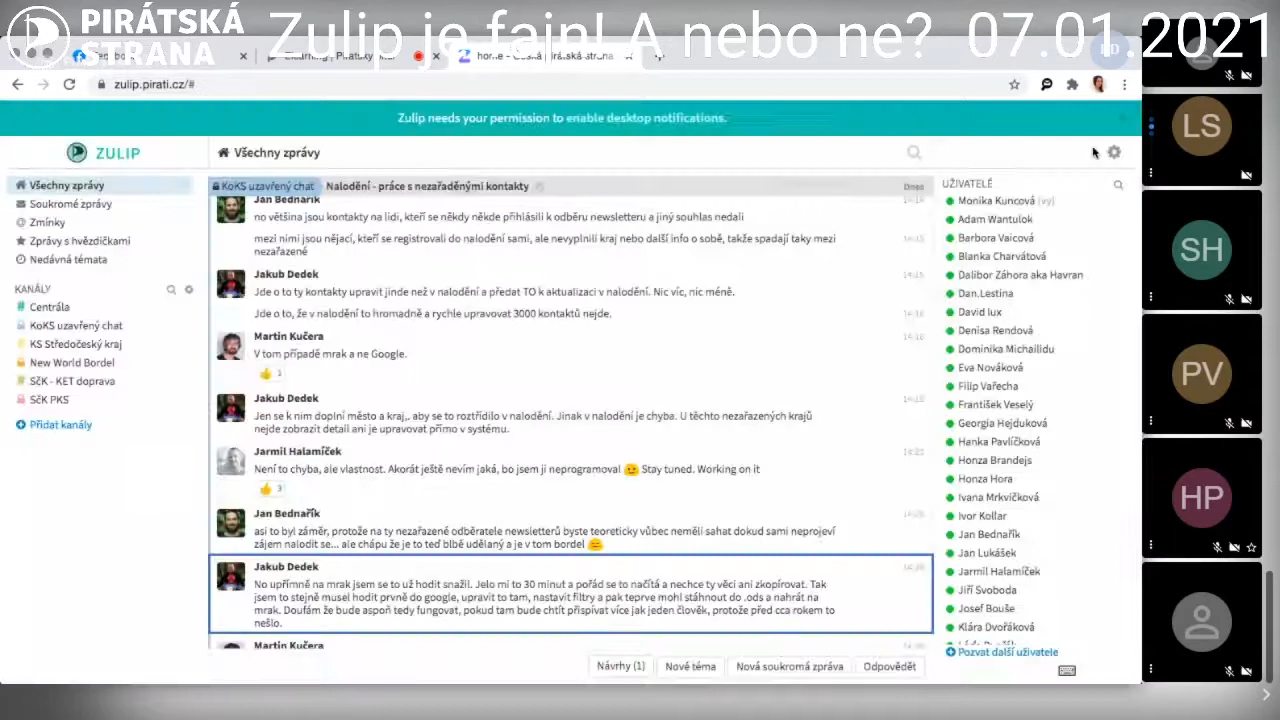 PIRÁTSKÁ
STRANA
Zulip je fajn! A nebo ne? 07.01.2021
zulip.pirati.cz/#
Zulip needs your permission to enable desktop notifications.
ZULIP
Všechny zprávy
Všechny zprávy
Soukromé zprávy
Zmínky
Zprávy s hvězdičkami
Nedávná témata
KANÁLY
Centrála
KoKS uzavřený chat
KS Středočeský kraj
New World Bordel
SčK - KET doprava
SčK PKS
Přidat kanály
KoKS uzavřený chat Nalodění - práce s nezařaděnými kontakty
Dnes
Jan Bednařík
no většina jsou kontakty na lidi, kteří se někdy někde přihlásili k odběru newsletteru a jiný souhlas nedali
mezi nimi jsou nějací, kteří se registrovali do nalodění sami, ale nevyplnili kraj nebo další info o sobě, takže spadají taky mezi
nezařazené
Jakub Dedek
Jde o to ty kontakty upravit jinde než v nalodění a předat TO k aktualizaci v nalodění. Nic víc, nic méně.
Jde o to, že v nalodění to hromadně a rychle upravovat 3000 kontaktů nejde.
Martin Kučera
V tom případě mrak a ne Google.
👍 1
Jakub Dedek
Jen se k nim doplní město a kraj,. aby se to roztřídilo v nalodění. Jinak v nalodění je chyba. U těchto nezařazených krajů
nejde zobrazit detail ani je upravovat přímo v systému.
Jarmil Halamíček
Není to chyba, ale vlastnost. Akorát ještě nevím jaká, bo jsem ji neprogramoval 🙂 Stay tuned. Working on it
👍 3
Jan Bednařík
asi to byl záměr, protože na ty nezařazené odběratele newsletterů byste teoreticky vůbec neměli sahat dokud sami neprojeví
zájem nalodit se... ale chápu že je to teď blbě udělaný a je v tom bordel 😊
Jakub Dedek
No upřímně na mrak jsem se to už hodit snažil. Jelo mi to 30 minut a pořád se to načítá a nechce ty věci ani zkopírovat. Tak
jsem to stejně musel hodit prvně do google, upravit to tam, nastavit filtry a pak teprve mohl stáhnout do .ods a nahrát na
mrak. Doufám že bude aspoň tedy fungovat, pokud tam bude chtít přispívat více jak jeden člověk, protože před cca rokem to
nešlo.
Martin Kučera
Návrhy (1)
Nové téma
Nová soukromá zpráva
Odpovědět
UŽIVATELÉ
Monika Kuncová (vy)
Adam Wantulok
Barbora Vaicová
Blanka Charvátová
Dalibor Záhora aka Havran
Dan.Lestina
David lux
Denisa Rendová
Dominika Michailidu
Eva Nováková
Filip Vařecha
František Veselý
Georgia Hejduková
Hanka Pavlíčková
Honza Brandejs
Honza Hora
Ivana Mrkvičková
Ivor Kollar
Jan Bednařík
Jan Lukášek
Jarmil Halamíček
Jiří Svoboda
Josef Bouše
Klára Dvořáková
Pozvat další uživatele
LS
SH
PV
HP